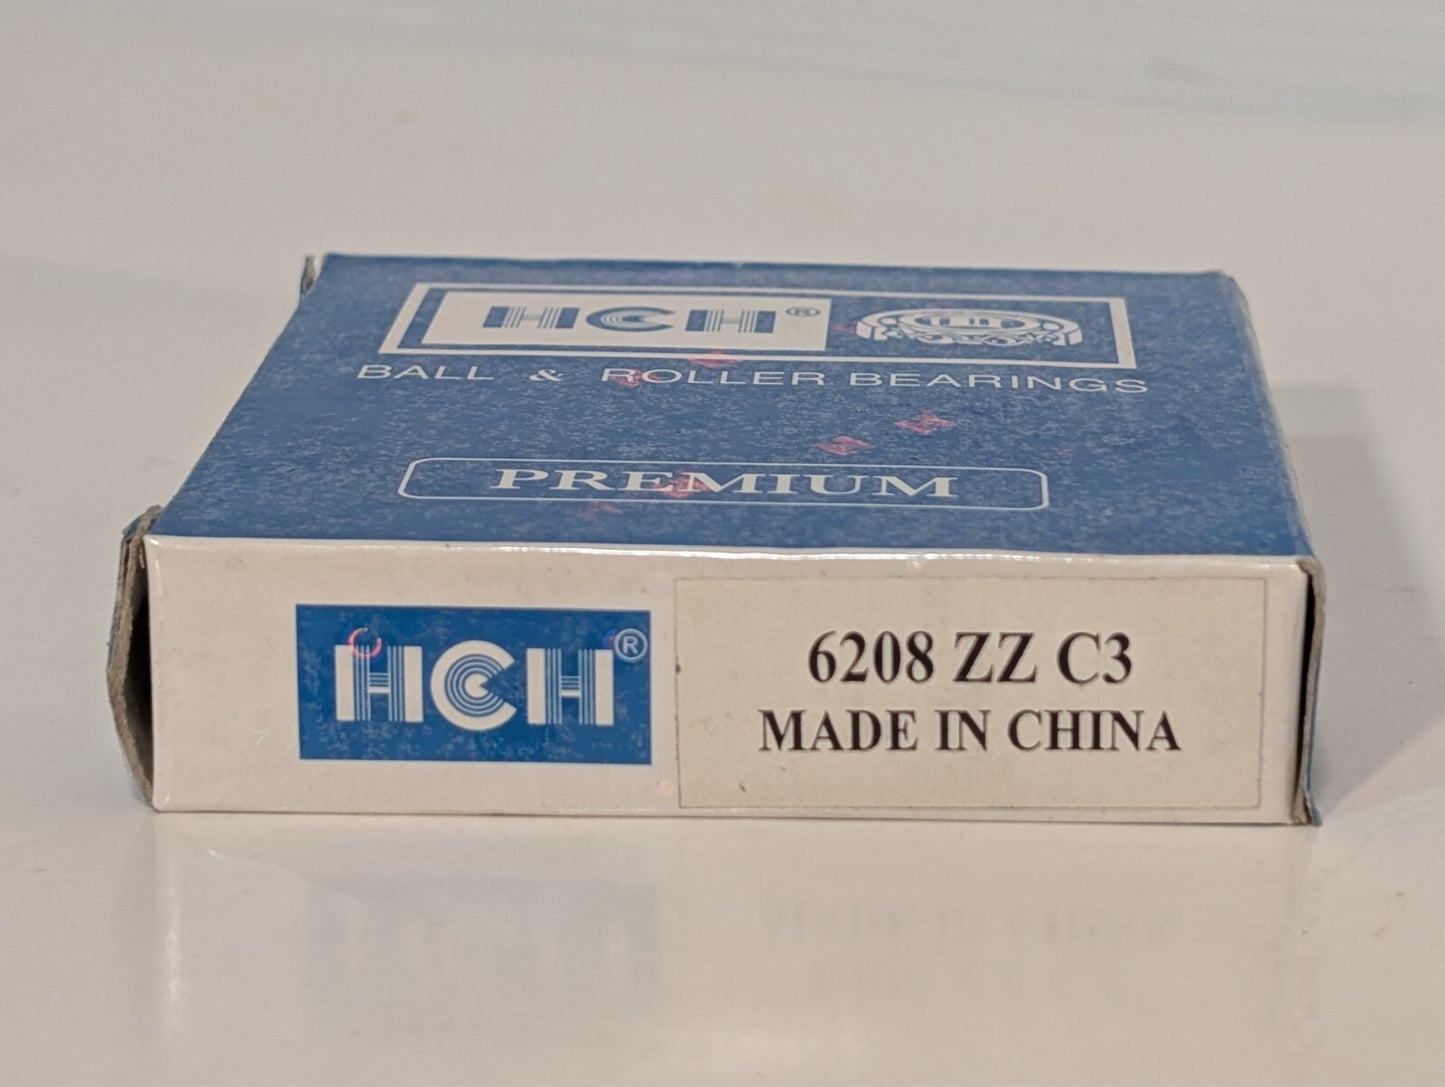 HCH®
BALL & ROLLER BEARINGS
PREMIUM
HCH®
6208 ZZ C3
MADE IN CHINA